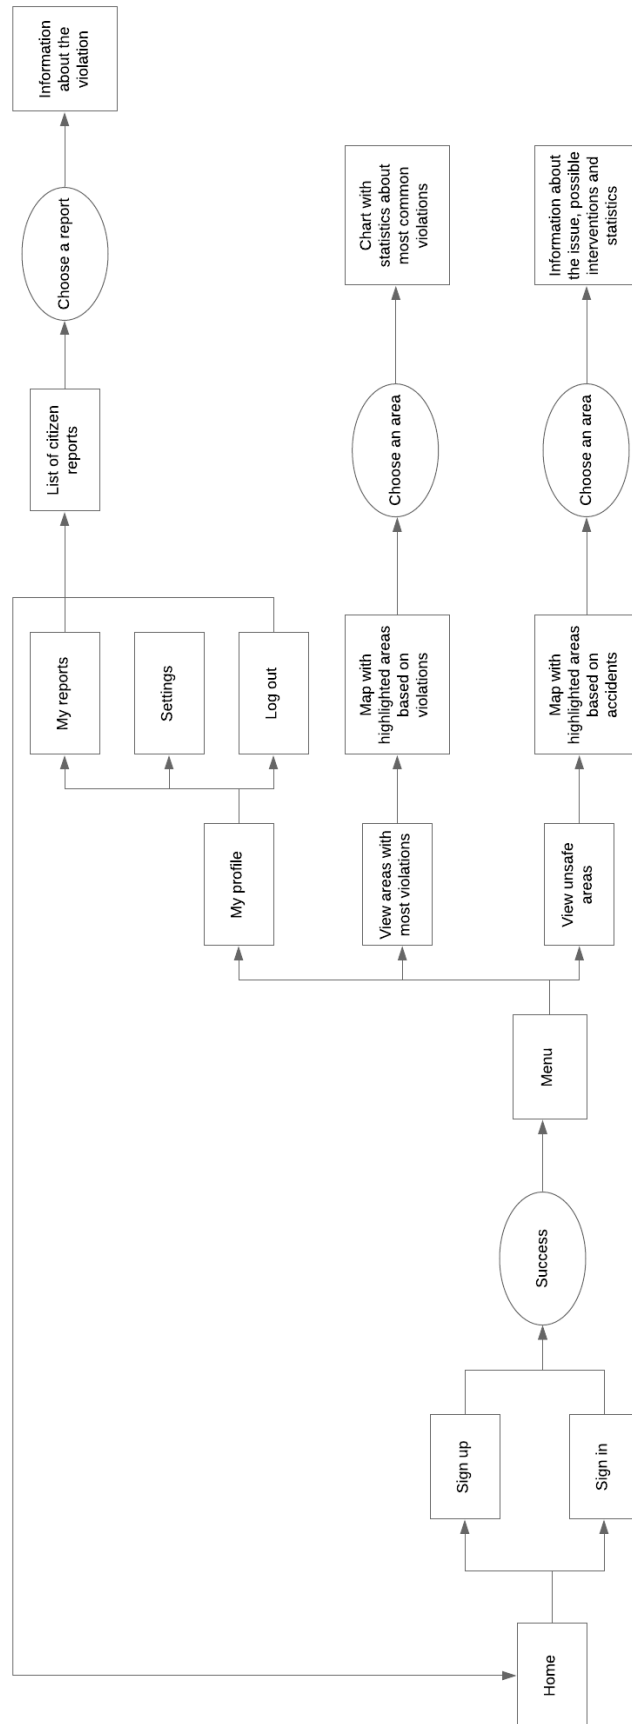 Home
Sign up
Sign in
Success
Menu
My profile
View areas with
most violations
View unsafe
areas
My reports
Settings
Log out
Map with
highlighted areas
based on
violations
Map with
highlighted areas
based on
accidents
List of citizen
reports
Choose an area
Choose an area
Choose a report
Chart with
statistics about
most common
violations
Information about
the issue, possible
interventions and
statistics
Information
about the
violation